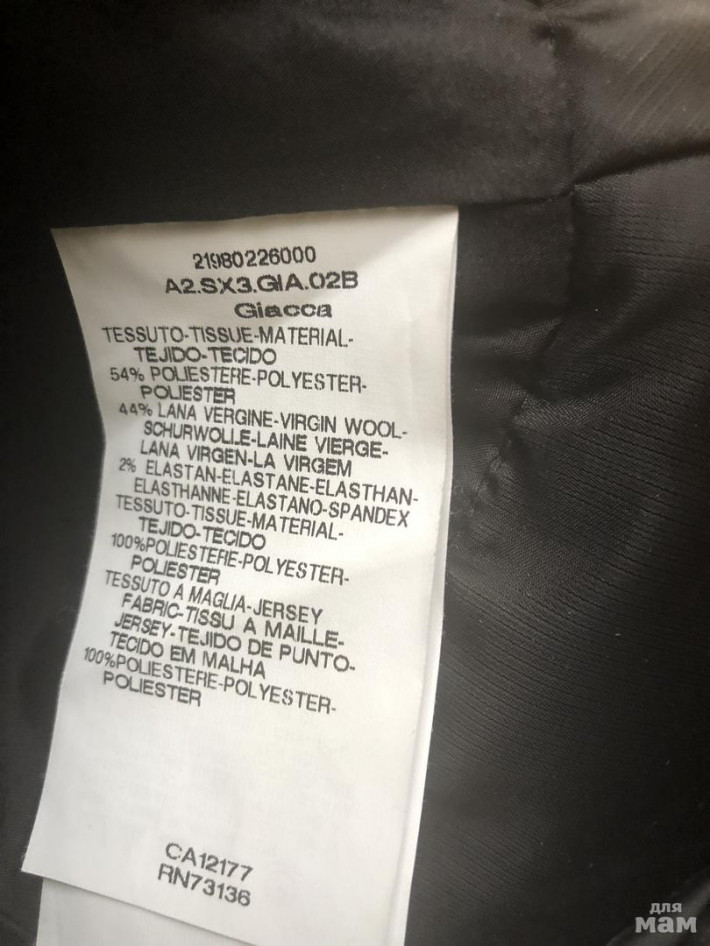 21980226000
A2.SX3.GIA.02B
Giacca
TESSUTO-TISSUE-MATERIAL-
TEJIDO-TECIDO
54% POLIESTERE-POLYESTER-
POLIESTER
44% LANA VERGINE-VIRGIN WOOL-
SCHURWOLLE-LAINE VIERGE-
LANA VIRGEN-LA VIRGEM
2% ELASTAN-ELASTANE-ELASTHAN-
ELASTHANNE-ELASTANO-SPANDEX
TESSUTO-TISSUE-MATERIAL-
TEJIDO-TECIDO
100%POLIESTERE-POLYESTER-
POLIESTER
TESSUTO A MAGLIA-JERSEY
FABRIC-TISSU A MAILLE-
JERSEY-TEJIDO DE PUNTO-
TECIDO EM MALHA
100%POLIESTERE-POLYESTER-
POLIESTER
CA12177
RN73136
для
мам